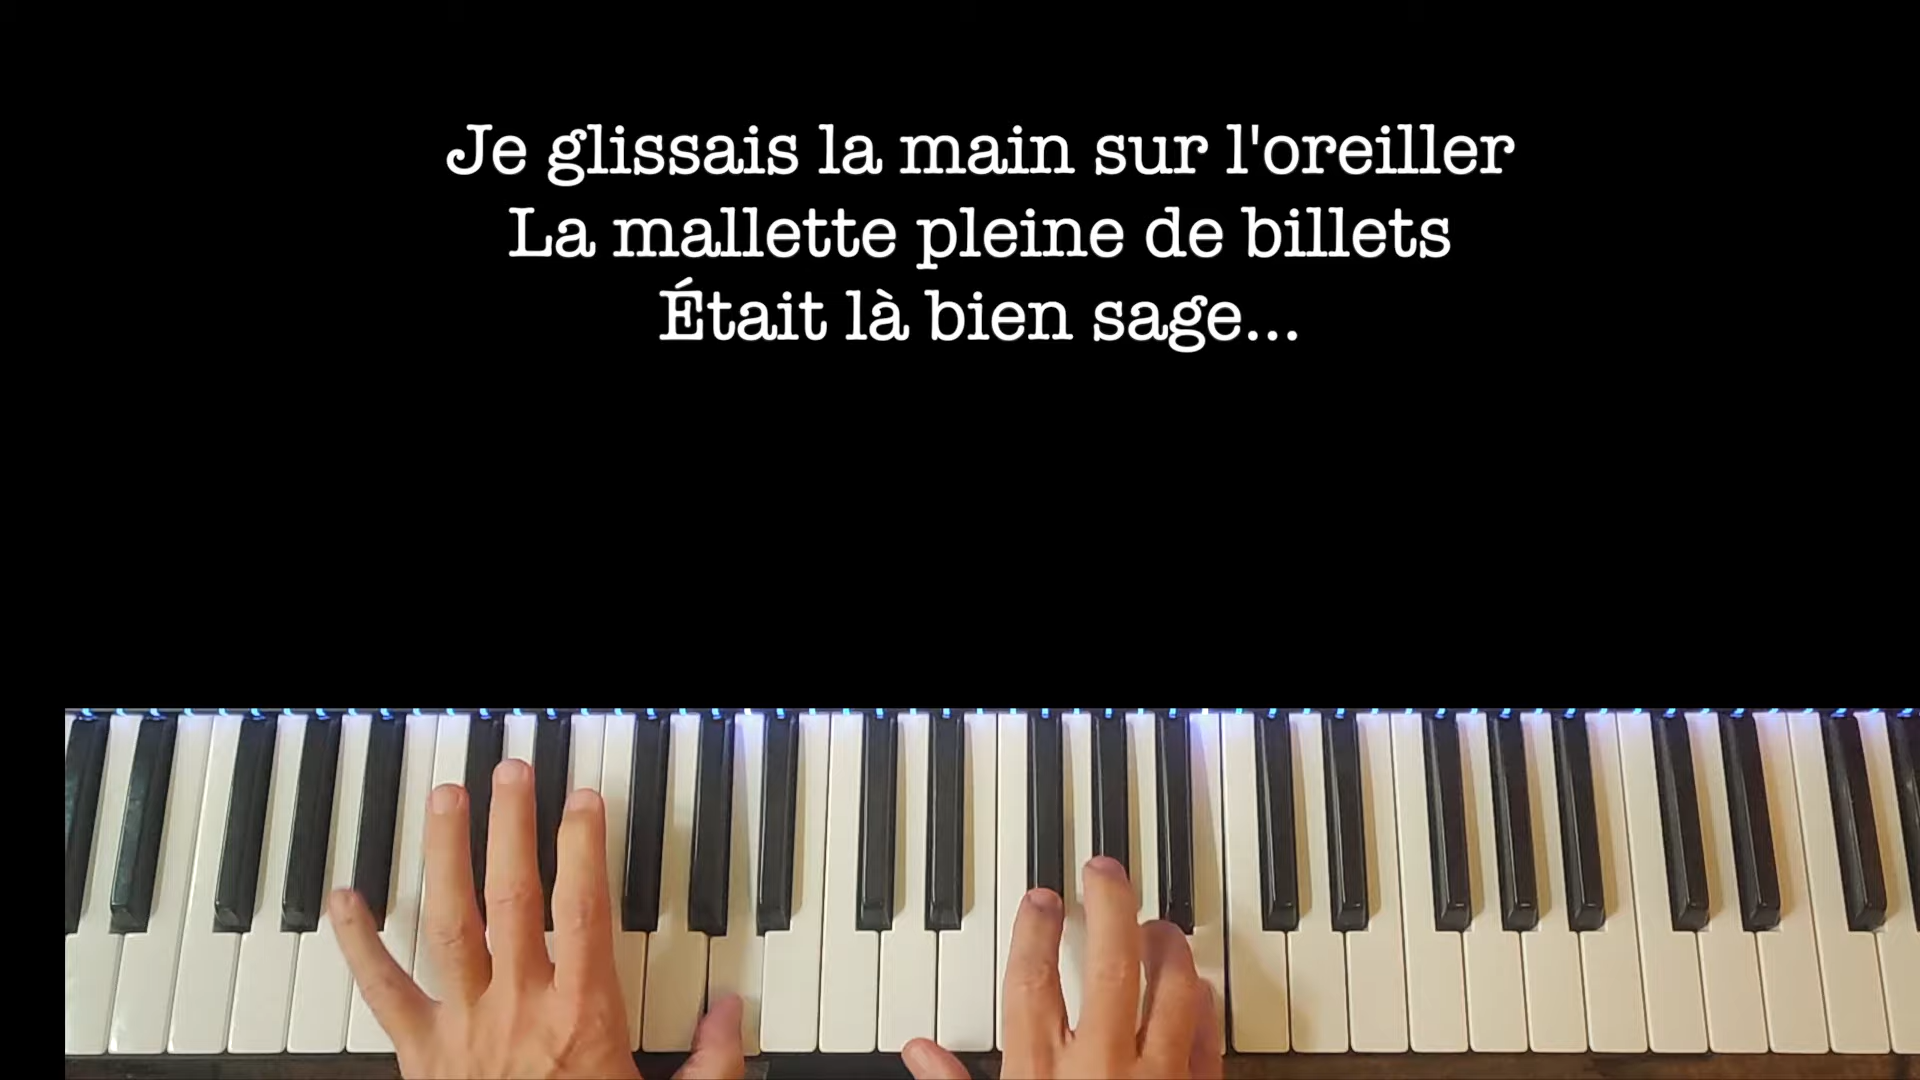 Je glissais la main sur l'oreiller
La mallette pleine de billets
Était là bien sage...